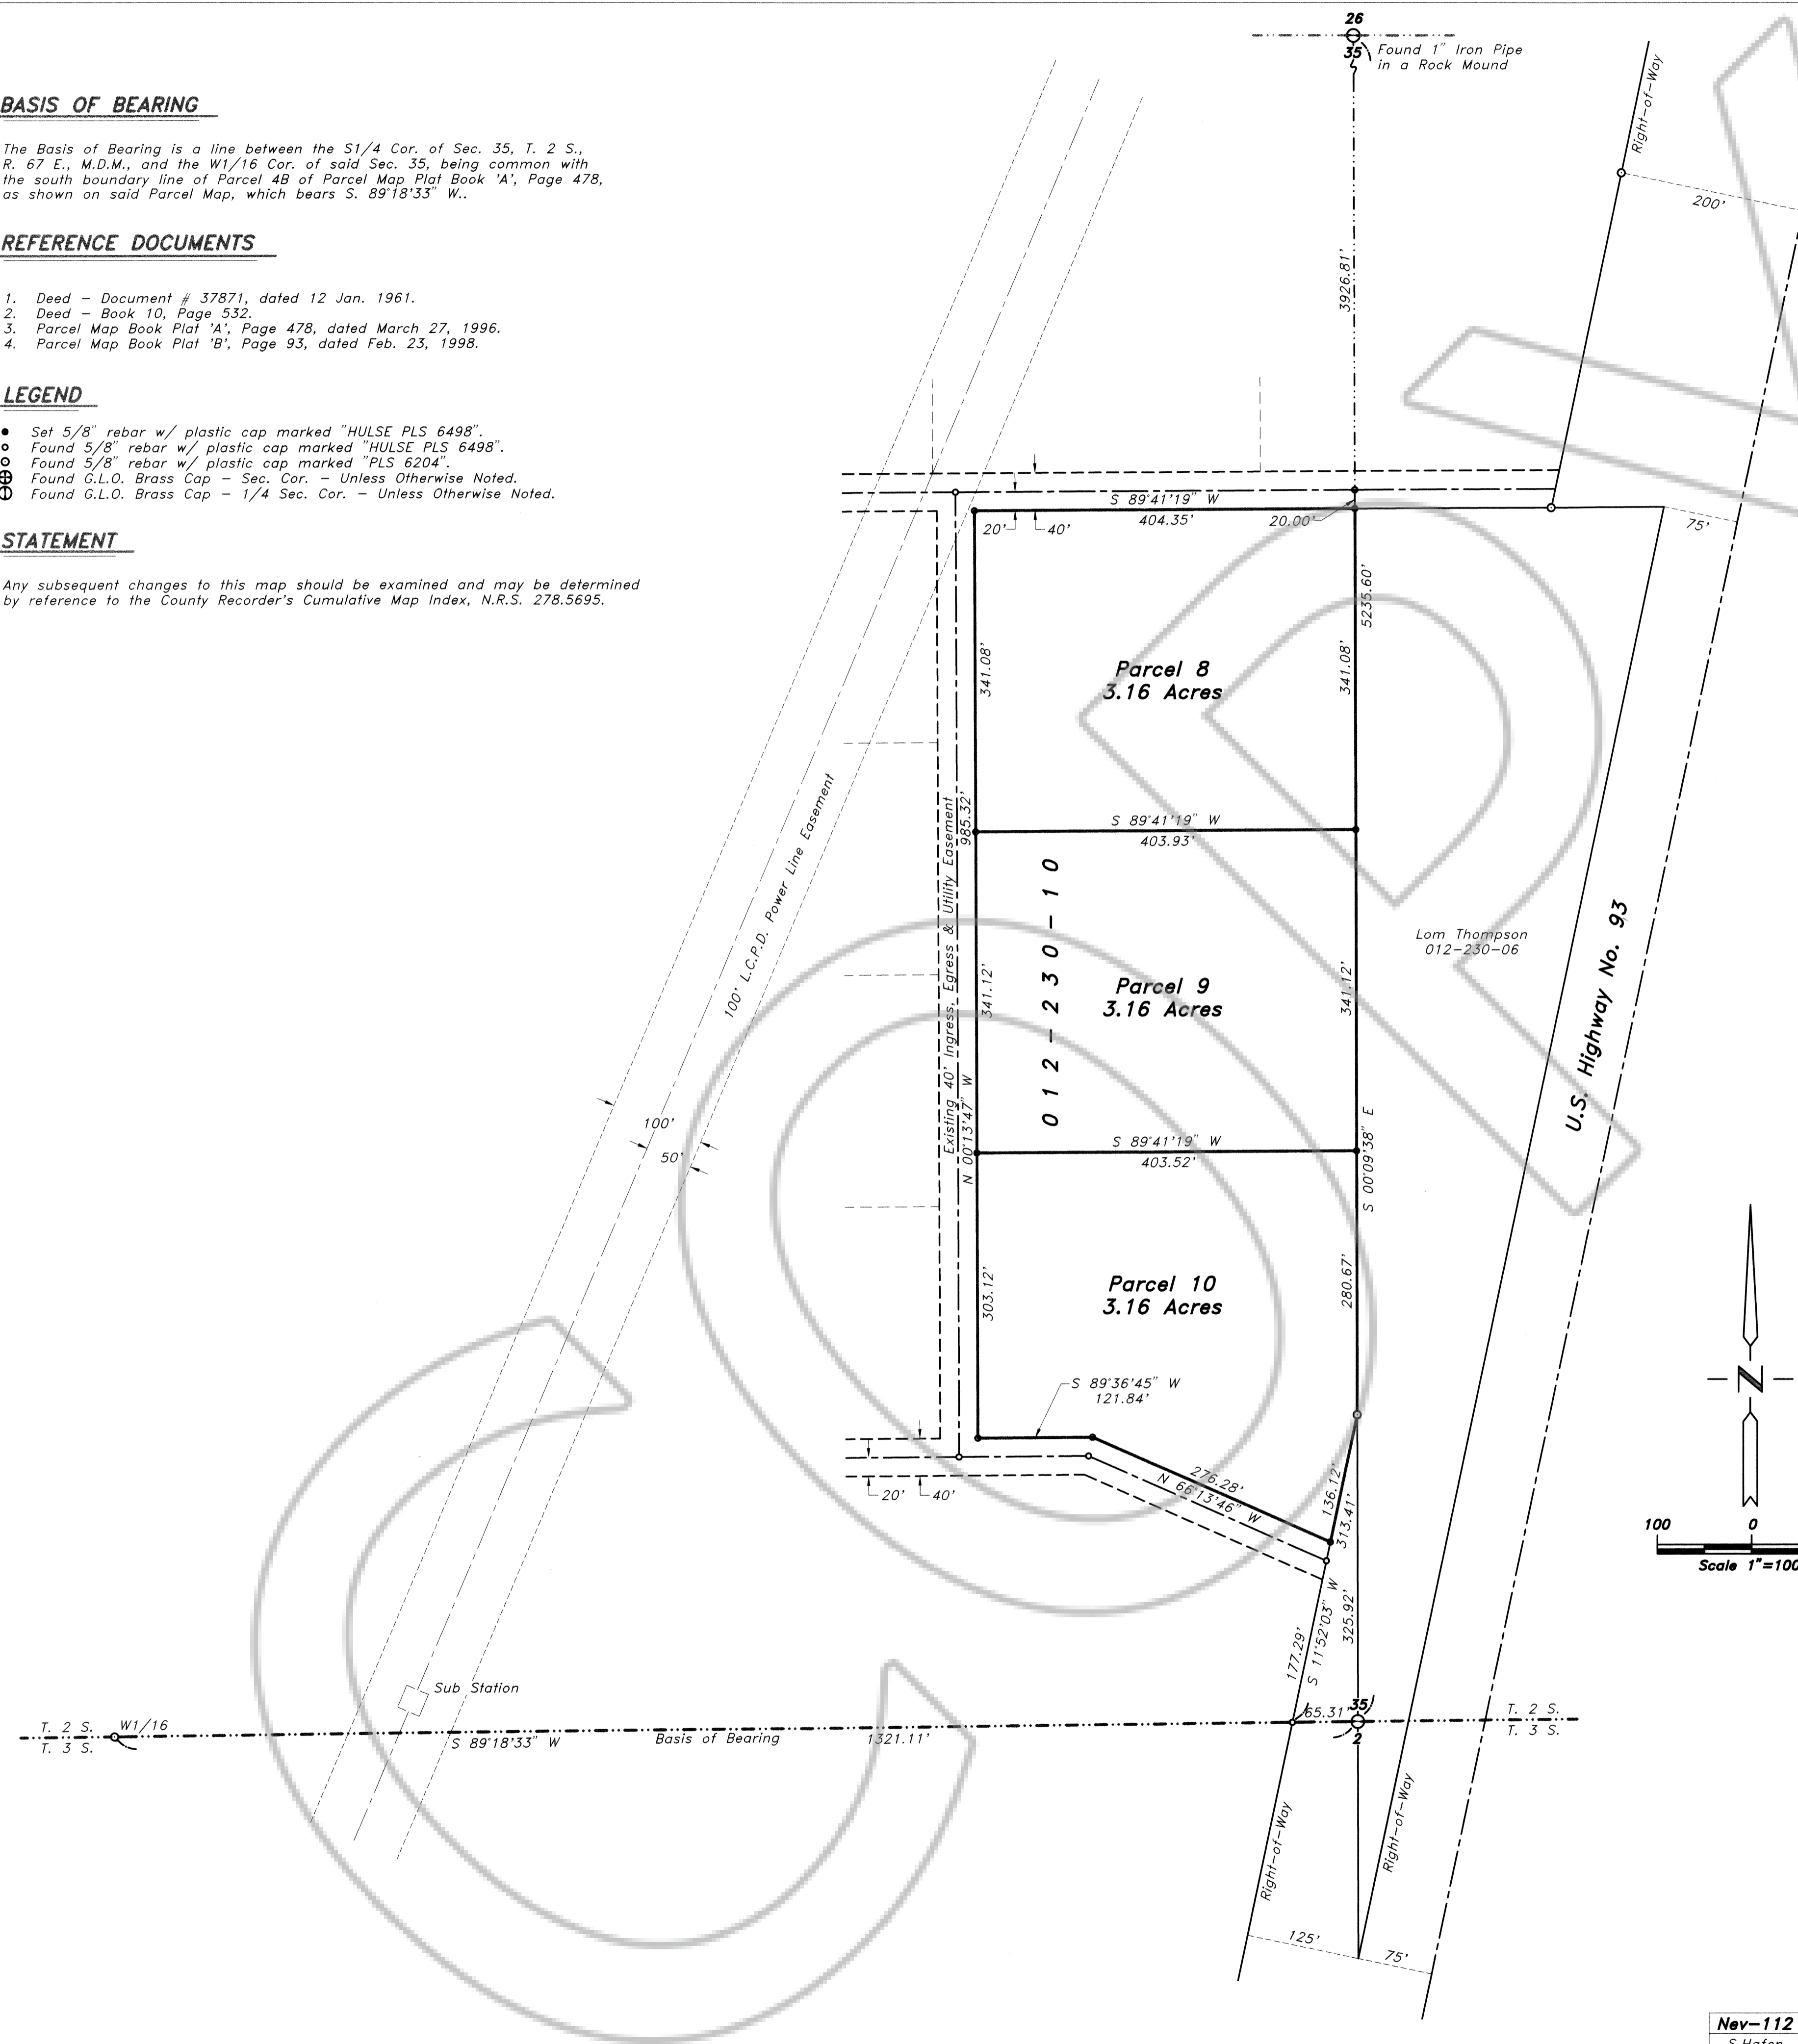 26
35
Found 1" Iron Pipe
in a Rock Mound
BASIS OF BEARING
The Basis of Bearing is a line between the S1/4 Cor. of Sec. 35, T. 2 S.,
R. 67 E., M.D.M., and the W1/16 Cor. of said Sec. 35, being common with
the south boundary line of Parcel 4B of Parcel Map Plat Book 'A', Page 478,
as shown on said Parcel Map, which bears S. 89°18'33" W..
REFERENCE DOCUMENTS
1. Deed – Document # 37871, dated 12 Jan. 1961.
2. Deed – Book 10, Page 532.
3. Parcel Map Book Plat 'A', Page 478, dated March 27, 1996.
4. Parcel Map Book Plat 'B', Page 93, dated Feb. 23, 1998.
LEGEND
Set 5/8" rebar w/ plastic cap marked "HULSE PLS 6498".
Found 5/8" rebar w/ plastic cap marked "HULSE PLS 6498".
Found 5/8" rebar w/ plastic cap marked "PLS 6204".
Found G.L.O. Brass Cap – Sec. Cor. – Unless Otherwise Noted.
Found G.L.O. Brass Cap – 1/4 Sec. Cor. – Unless Otherwise Noted.
STATEMENT
Any subsequent changes to this map should be examined and may be determined
by reference to the County Recorder's Cumulative Map Index, N.R.S. 278.5695.
Right-of-Way
200'
3926.81'
S 89°41'19" W
404.35'
20' 40'
20.00'
75'
5235.60'
341.08'
341.08'
Parcel 8
3.16 Acres
985.32'
S 89°41'19" W
403.93'
100' L.C.P.D. Power Line Easement
Existing 40' Ingress, Egress & Utility Easement
012-230-10
Lom Thompson
012-230-06
U.S. Highway No. 93
341.12'
341.12'
Parcel 9
3.16 Acres
N 00°13'47" W
100'
50'
S 89°41'19" W
403.52'
S 00°09'38" E
303.12'
280.67'
Parcel 10
3.16 Acres
S 89°36'45" W
121.84'
20' 40'
276.28'
N 66°13'46" W
136.12'
313.41'
N
100 0
Scale 1"=100
177.29'
S 11°52'03" W
325.92'
Sub Station
T. 2 S.
T. 3 S.
W1/16
S 89°18'33" W
Basis of Bearing
1321.11'
65.31'
35
2
T. 2 S.
T. 3 S.
Right-of-Way
Right-of-Way
125'
75'
Nev-112
S.Hafen